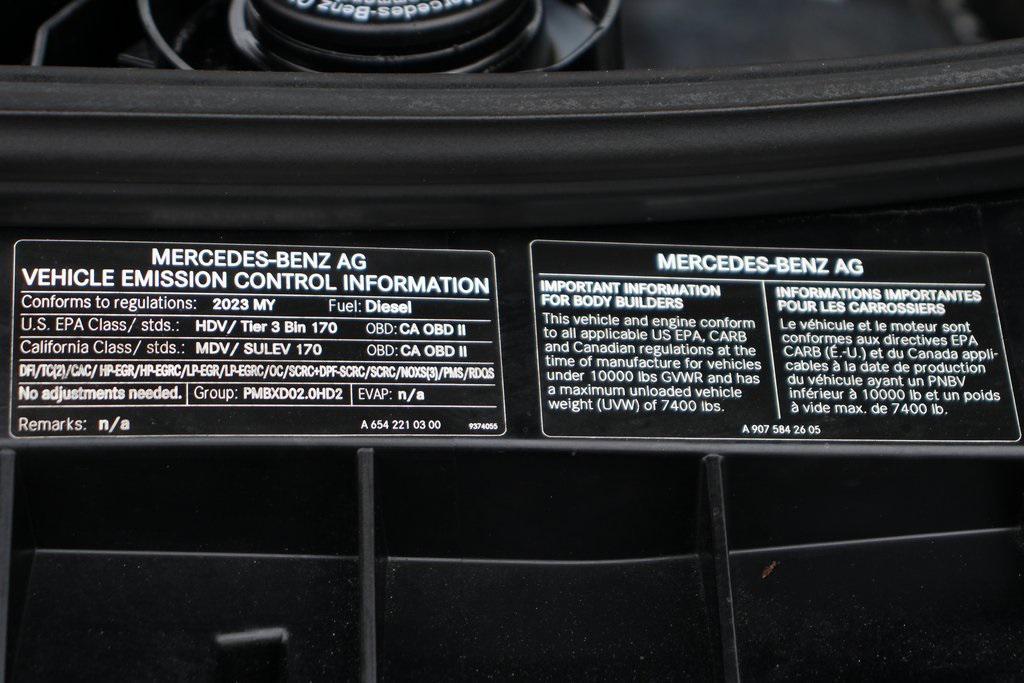 Mercedes-Benz
MERCEDES-BENZ AG
VEHICLE EMISSION CONTROL INFORMATION
Conforms to regulations: 2023 MY Fuel: Diesel
U.S. EPA Class/ stds.: HDV/ Tier 3 Bin 170 OBD: CA OBD II
California Class/ stds.: MDV/ SULEV 170 OBD: CA OBD II
DFI/TC(2)/CAC/ HP-EGR/HP-EGRC/LP-EGR/LP-EGRC/OC/SCRC+DPF-SCRC/SCRC/NOXS(3)/PMS/RDQS
No adjustments needed. Group: PMBXD02.0HD2 EVAP: n/a
Remarks: n/a A 654 221 03 00 9374055
MERCEDES-BENZ AG
IMPORTANT INFORMATION
FOR BODY BUILDERS
This vehicle and engine conform
to all applicable US EPA, CARB
and Canadian regulations at the
time of manufacture for vehicles
under 10000 lbs GVWR and has
a maximum unloaded vehicle
weight (UVW) of 7400 lbs.
INFORMATIONS IMPORTANTES
POUR LES CARROSSIERS
Le véhicule et le moteur sont
conformes aux directives EPA
CARB (É.-U.) et du Canada appli-
cables à la date de production
du véhicule ayant un PNBV
inférieur à 10000 lb et un poids
à vide max. de 7400 lb.
A 907 584 26 05